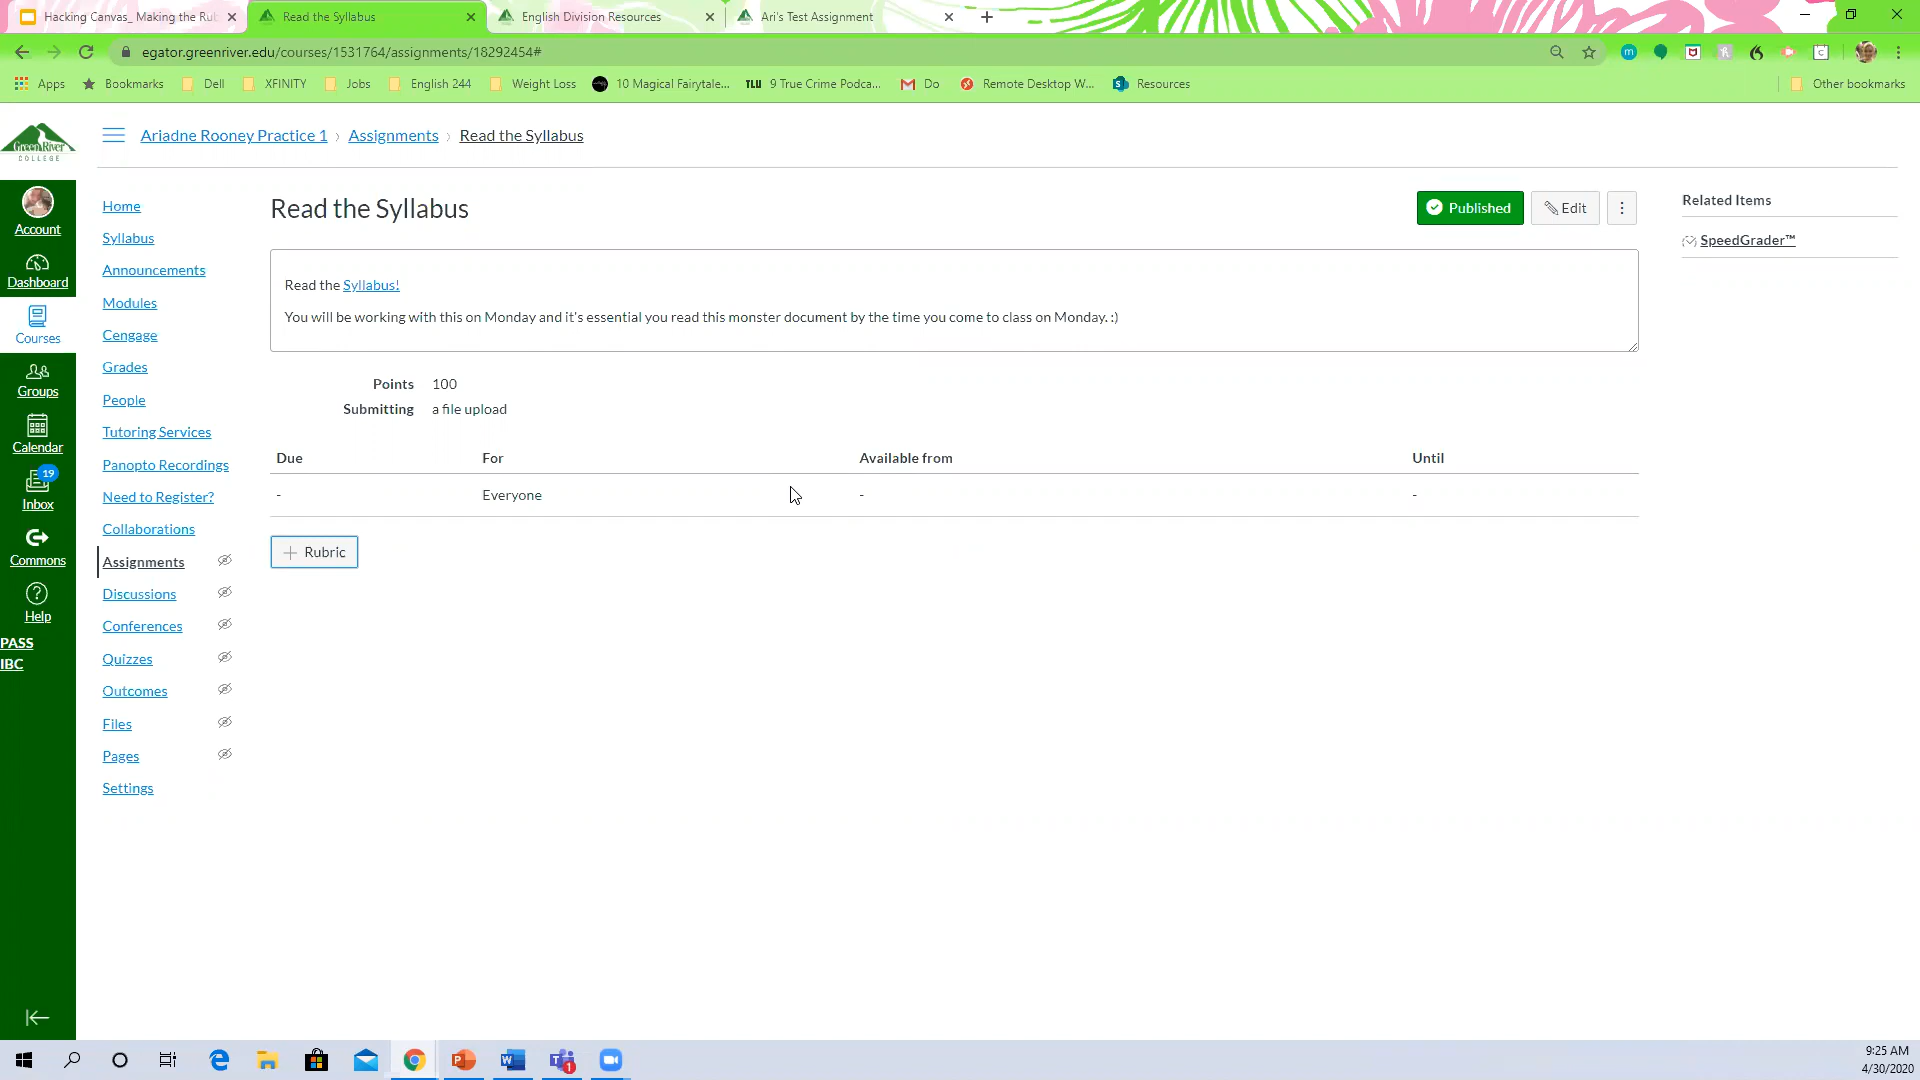 Hacking Canvas_ Making the Rub
Read the Syllabus
English Division Resources
Ari's Test Assignment
egator.greenriver.edu/courses/1531764/assignments/18292454#
Apps
Bookmarks
Dell
XFINITY
Jobs
English 244
Weight Loss
10 Magical Fairytale...
TLU
9 True Crime Podca...
Do
Remote Desktop W...
Resources
Other bookmarks
Green River
COLLEGE
Ariadne Rooney Practice 1 › Assignments › Read the Syllabus
Account
Dashboard
Courses
Groups
Calendar
19
Inbox
Commons
Help
PASS
IBC
Home
Syllabus
Announcements
Modules
Cengage
Grades
People
Tutoring Services
Panopto Recordings
Need to Register?
Collaborations
Assignments
Discussions
Conferences
Quizzes
Outcomes
Files
Pages
Settings
Read the Syllabus
Published
Edit
Read the Syllabus!
You will be working with this on Monday and it's essential you read this monster document by the time you come to class on Monday. :)
Points 100
Submitting a file upload
Due For Available from Until
- Everyone - -
+ Rubric
Related Items
SpeedGrader™
1
9:25 AM
4/30/2020